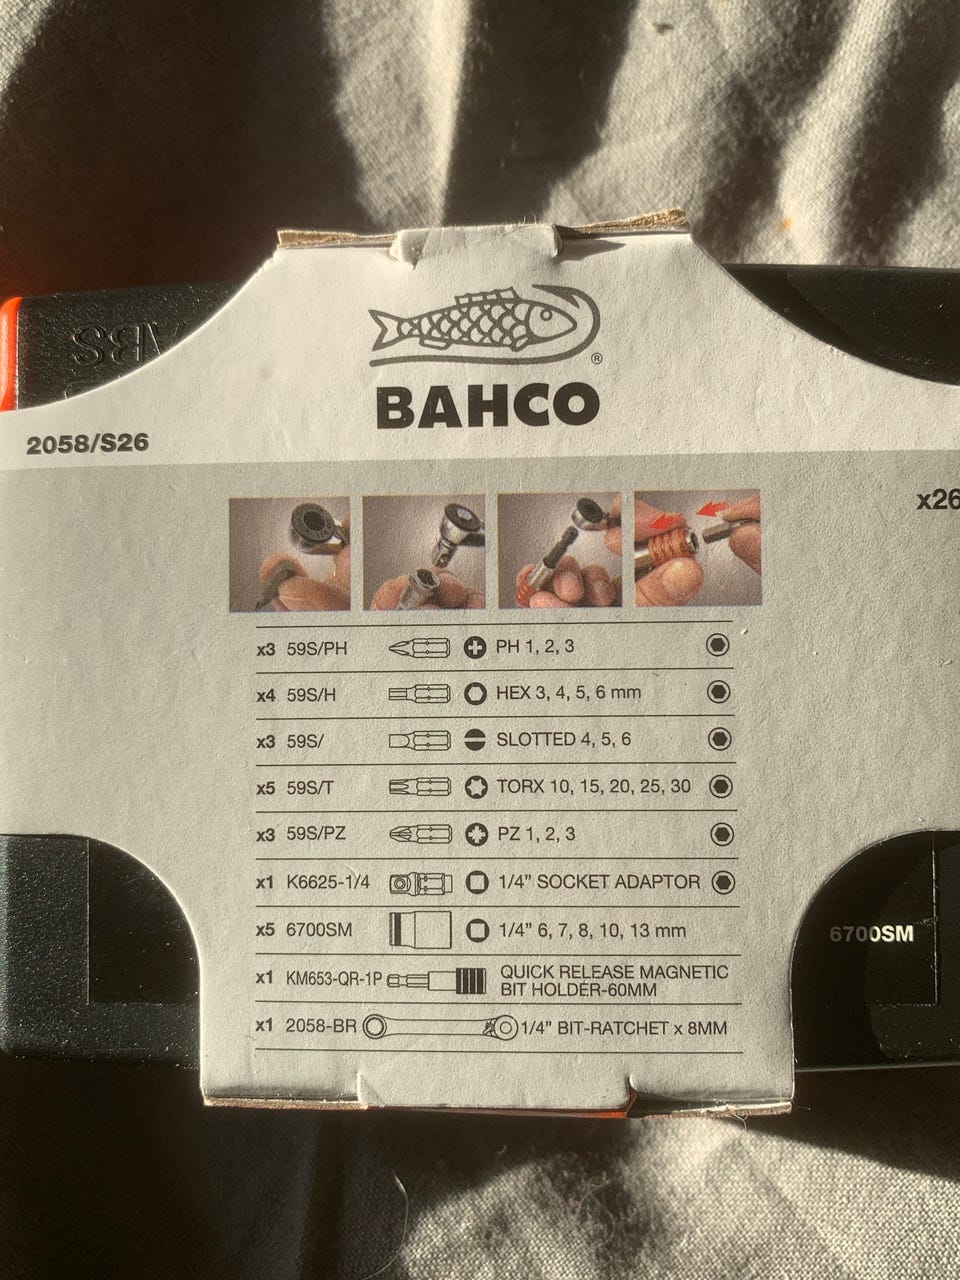 ABS
®
BAHCO
2058/S26
x26
x3 59S/PH PH 1, 2, 3
x4 59S/H HEX 3, 4, 5, 6 mm
x3 59S/ SLOTTED 4, 5, 6
x5 59S/T TORX 10, 15, 20, 25, 30
x3 59S/PZ PZ 1, 2, 3
x1 K6625-1/4 1/4” SOCKET ADAPTOR
x5 6700SM 1/4” 6, 7, 8, 10, 13 mm
x1 KM653-QR-1P QUICK RELEASE MAGNETIC
BIT HOLDER-60MM
x1 2058-BR 1/4” BIT-RATCHET x 8MM
6700SM